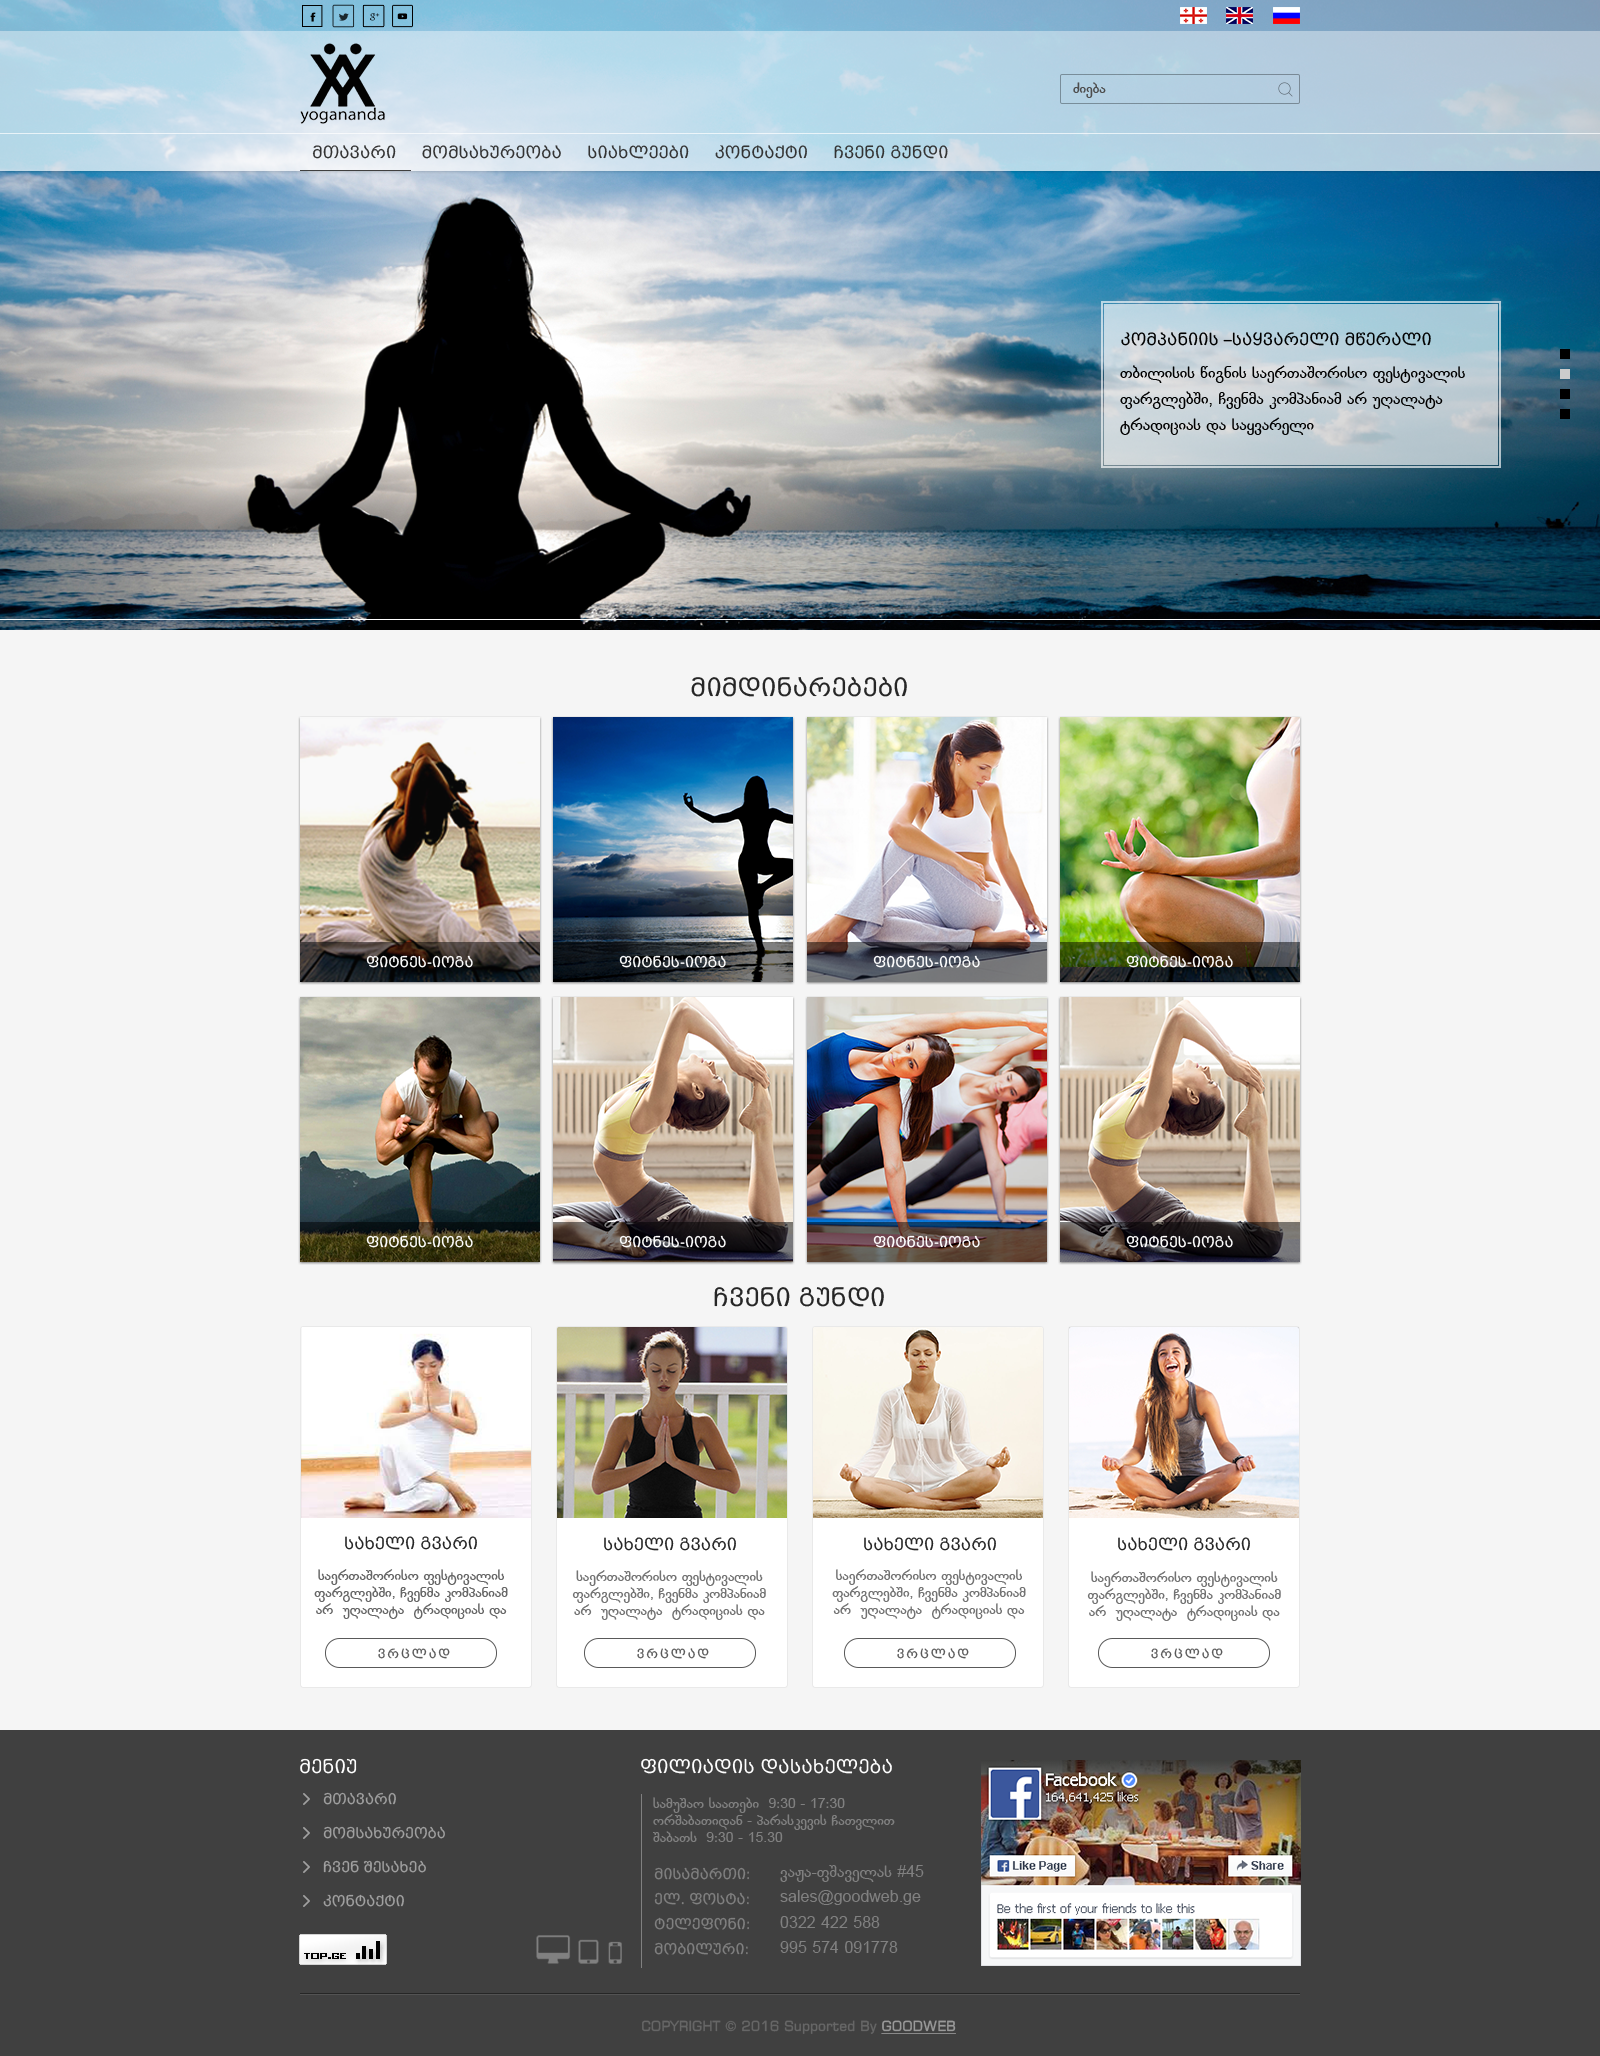 yogananda
ძიება
მთავარი მომსახურეობა სიახლეები კონტაქტი ჩვენი გუნდი
კომპანიის –საყვარელი მწერალი
თბილისის წიგნის საერთაშორისო ფესტივალის
ფარგლებში, ჩვენმა კომპანიამ არ უღალატა
ტრადიციას და საყვარელი
მიმდინარეებები
ფიტნეს-იოგა ფიტნეს-იოგა ფიტნეს-იოგა ფიტნეს-იოგა
ფიტნეს-იოგა ფიტნეს-იოგა ფიტნეს-იოგა ფიტნეს-იოგა
ჩვენი გუნდი
სახელი გვარი
საერთაშორისო ფესტივალის
ფარგლებში, ჩვენმა კომპანიამ
არ უღალატა ტრადიციას და
ვრცლად
სახელი გვარი
საერთაშორისო ფესტივალის
ფარგლებში, ჩვენმა კომპანიამ
არ უღალატა ტრადიციას და
ვრცლად
სახელი გვარი
საერთაშორისო ფესტივალის
ფარგლებში, ჩვენმა კომპანიამ
არ უღალატა ტრადიციას და
ვრცლად
სახელი გვარი
საერთაშორისო ფესტივალის
ფარგლებში, ჩვენმა კომპანიამ
არ უღალატა ტრადიციას და
ვრცლად
მენიუ
მთავარი
მომსახურეობა
ჩვენ შესახებ
კონტაქტი
TOP.GE
ფილიადის დასახელება
სამუშაო საათები 9:30 - 17:30
ორშაბათიდან - პარასკევის ჩათვლით
შაბათს 9:30 - 15.30
მისამართი: ვაჟა-ფშაველას #45
ელ. ფოსტა: sales@goodweb.ge
ტელეფონი: 0322 422 588
მობილური: 995 574 091778
Facebook
164,641,425 likes
Like Page
Share
Be the first of your friends to like this
COPYRIGHT © 2016 Supported By GOODWEB